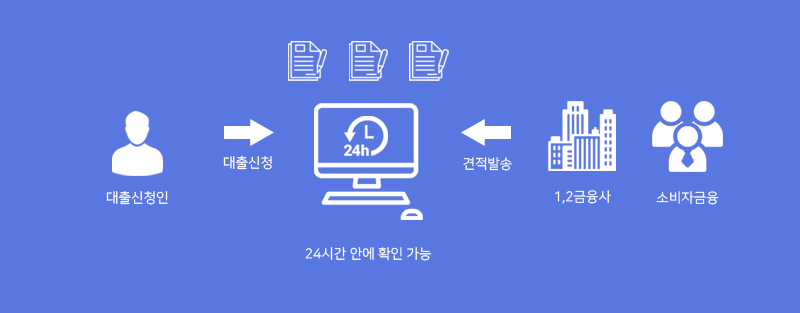 24h
대출신청
견적발송
대출신청인
1,2금융사
소비자금융
24시간 안에 확인 가능